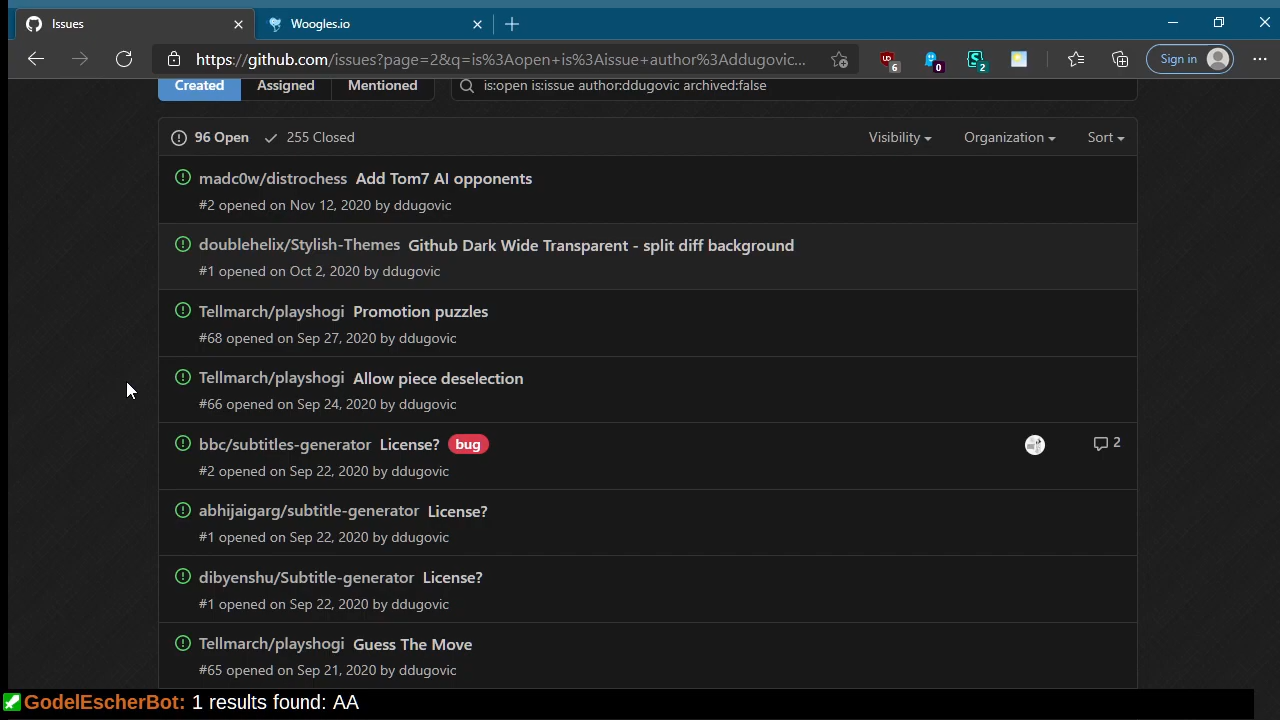 Issues
Woogles.io
https://github.com/issues?page=2&q=is%3Aopen+is%3Aissue+author%3Addugovic...
6
0
2
Sign in
Created Assigned Mentioned is:open is:issue author:ddugovic archived:false
96 Open 255 Closed Visibility Organization Sort
madc0w/distrochess Add Tom7 AI opponents
#2 opened on Nov 12, 2020 by ddugovic
doublehelix/Stylish-Themes Github Dark Wide Transparent - split diff background
#1 opened on Oct 2, 2020 by ddugovic
Tellmarch/playshogi Promotion puzzles
#68 opened on Sep 27, 2020 by ddugovic
Tellmarch/playshogi Allow piece deselection
#66 opened on Sep 24, 2020 by ddugovic
bbc/subtitles-generator License? bug 2
#2 opened on Sep 22, 2020 by ddugovic
abhijaigarg/subtitle-generator License?
#1 opened on Sep 22, 2020 by ddugovic
dibyenshu/Subtitle-generator License?
#1 opened on Sep 22, 2020 by ddugovic
Tellmarch/playshogi Guess The Move
#65 opened on Sep 21, 2020 by ddugovic
GodelEscherBot: 1 results found: AA